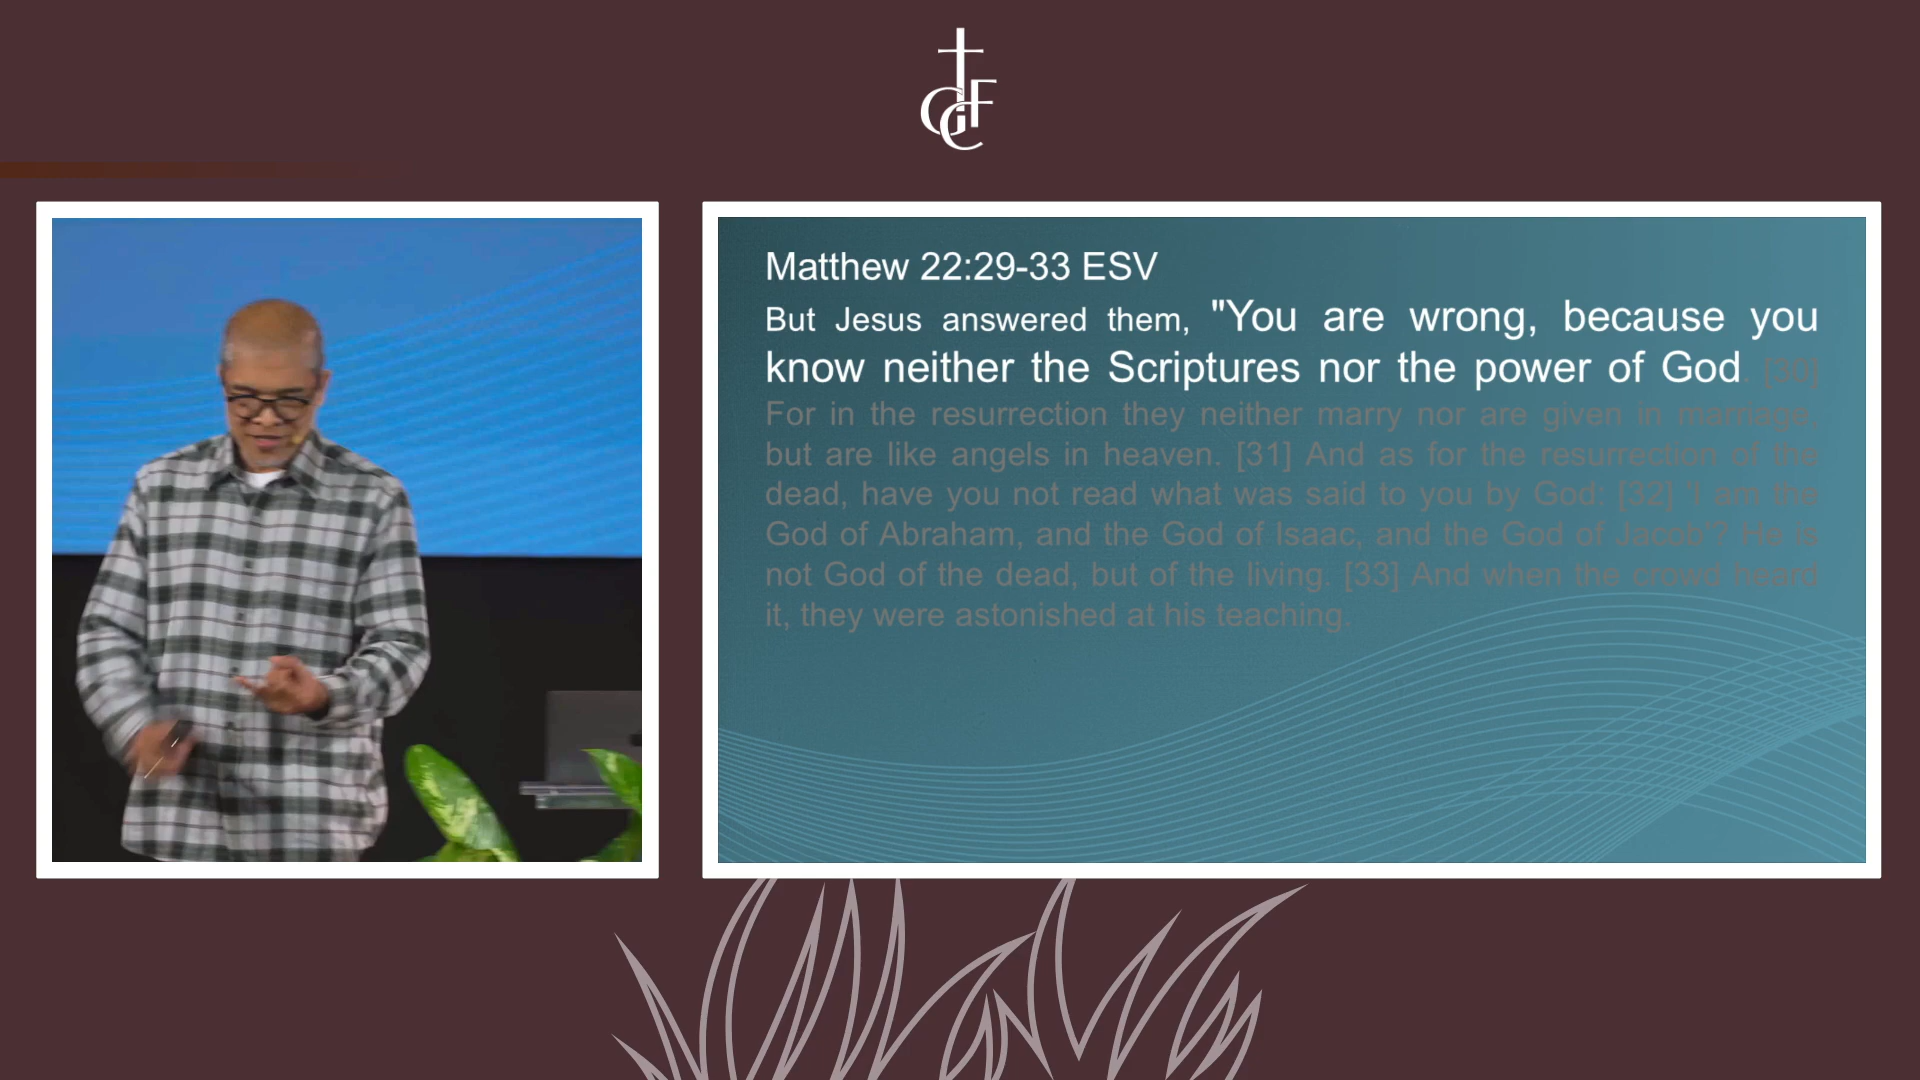 GCF
Matthew 22:29-33 ESV
But Jesus answered them, "You are wrong, because you
know neither the Scriptures nor the power of God. [30]
For in the resurrection they neither marry nor are given in marriage,
but are like angels in heaven. [31] And as for the resurrection of the
dead, have you not read what was said to you by God: [32] 'I am the
God of Abraham, and the God of Isaac, and the God of Jacob'? He is
not God of the dead, but of the living. [33] And when the crowd heard
it, they were astonished at his teaching.